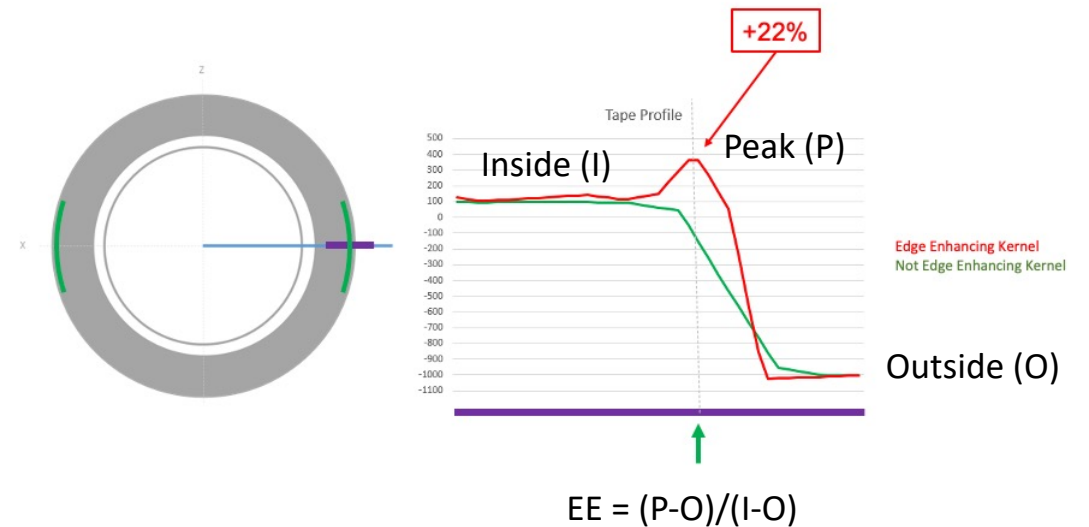 +22%
Z
X
Tape Profile
Inside (I)
Peak (P)
500
400
300
200
100
0
-100
-200
-300
-400
-500
-600
-700
-800
-900
-1000
-1100
Edge Enhancing Kernel
Not Edge Enhancing Kernel
Outside (O)
EE = (P-O)/(I-O)